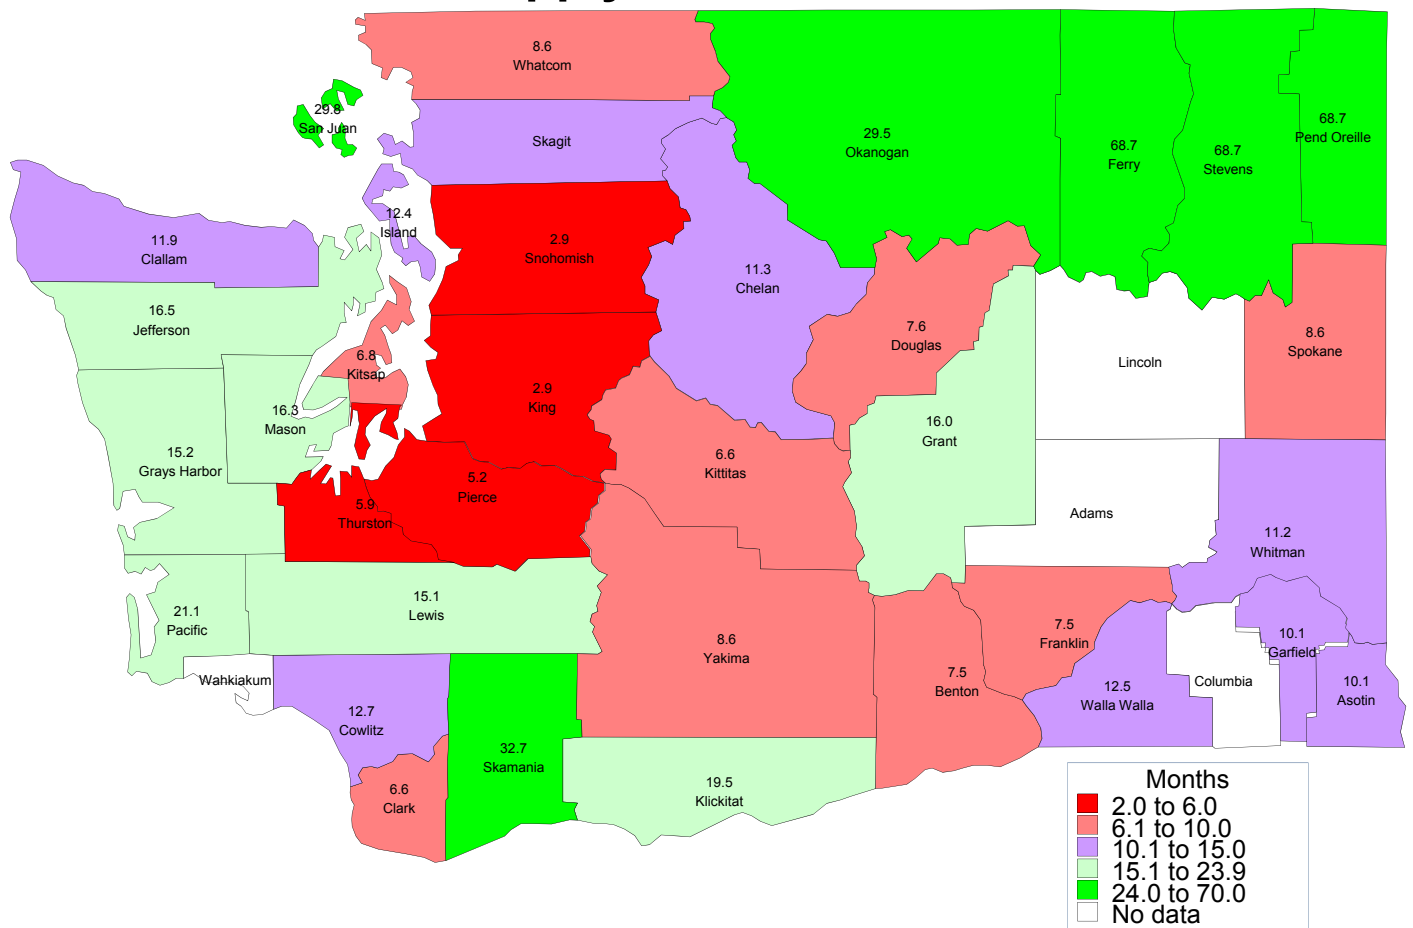 8.6
Whatcom
29.8
San Juan
Skagit
29.5
Okanogan
68.7
Ferry
68.7
Stevens
68.7
Pend Oreille
12.4
Island
11.9
Clallam
2.9
Snohomish
11.3
Chelan
16.5
Jefferson
6.8
Kitsap
7.6
Douglas
Lincoln
8.6
Spokane
2.9
King
16.3
Mason
15.2
Grays Harbor
16.0
Grant
6.6
Kittitas
5.2
Pierce
5.9
Thurston
Adams
11.2
Whitman
21.1
Pacific
15.1
Lewis
8.6
Yakima
7.5
Franklin
7.5
Benton
10.1
Garfield
12.5
Walla Walla
Columbia
10.1
Asotin
Wahkiakum
12.7
Cowlitz
32.7
Skamania
6.6
Clark
19.5
Klickitat
Months
2.0 to 6.0
6.1 to 10.0
10.1 to 15.0
15.1 to 23.9
24.0 to 70.0
No data